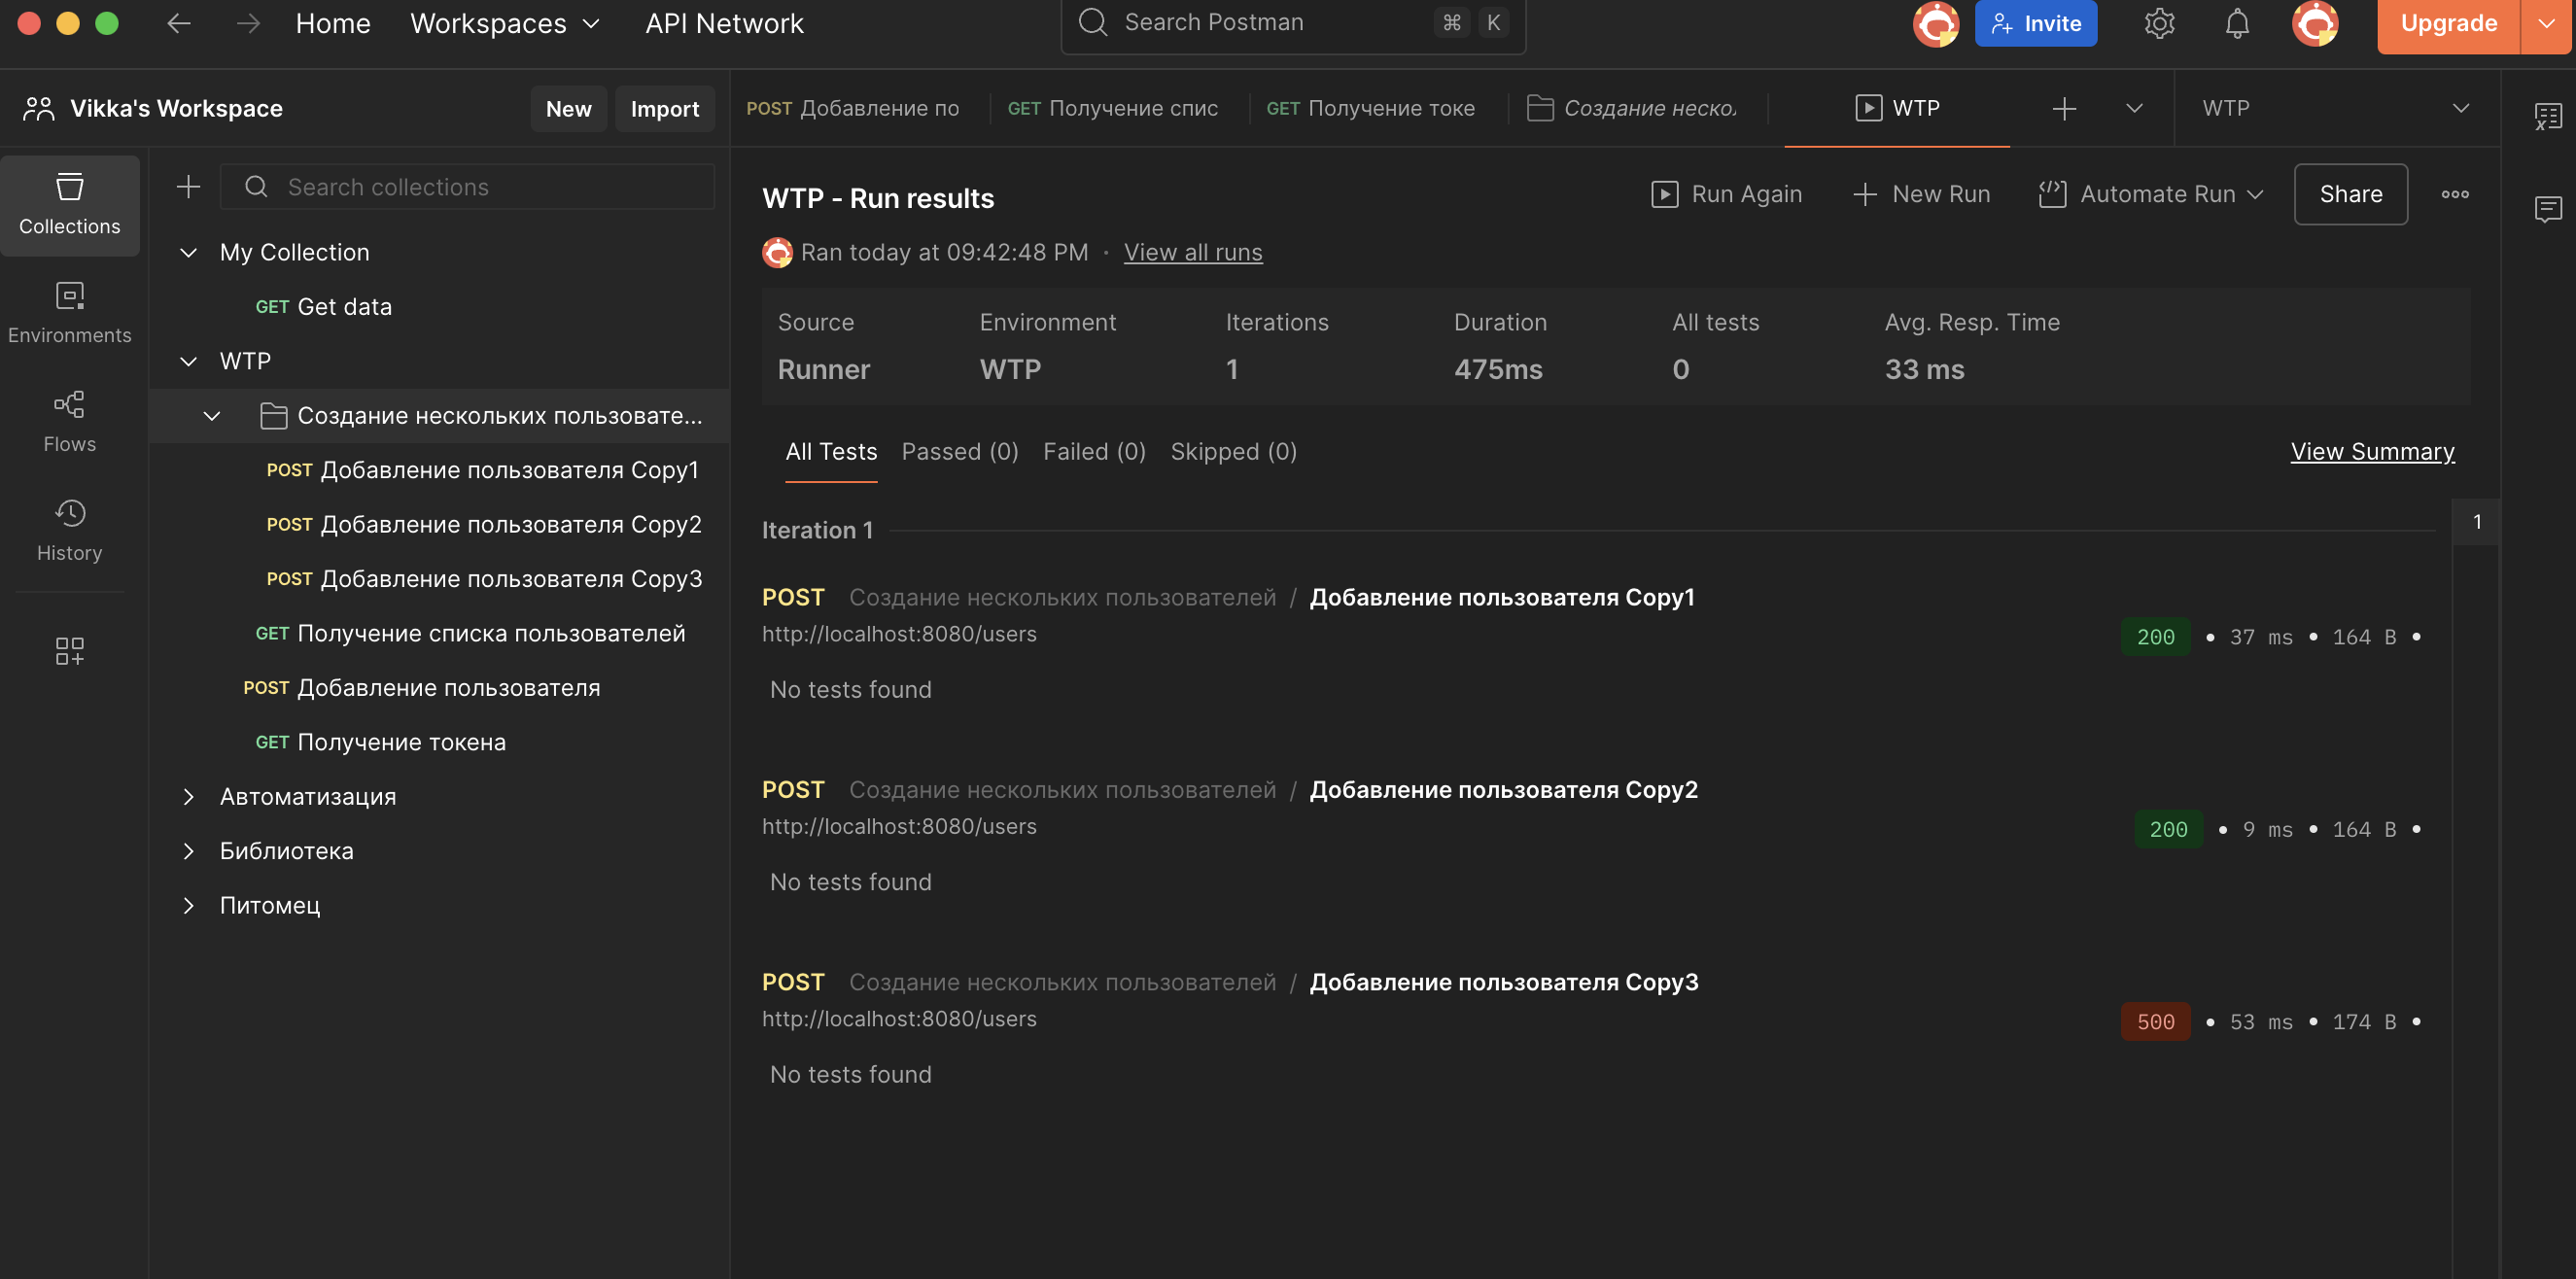 Home Workspaces API Network Search Postman ⌘ K Invite Upgrade
Vikka's Workspace New Import
POST Добавление по GET Получение спис GET Получение токе Создание неско WTP WTP
Collections
Environments
Flows
History
Search collections
My Collection
GET Get data
WTP
Создание нескольких пользовате...
POST Добавление пользователя Copy1
POST Добавление пользователя Copy2
POST Добавление пользователя Copy3
GET Получение списка пользователей
POST Добавление пользователя
GET Получение токена
Автоматизация
Библиотека
Питомец
WTP - Run results Run Again New Run Automate Run Share
Ran today at 09:42:48 PM · View all runs
Source Environment Iterations Duration All tests Avg. Resp. Time
Runner WTP 1 475ms 0 33 ms
All Tests Passed (0) Failed (0) Skipped (0) View Summary
Iteration 1 1
POST Создание нескольких пользователей / Добавление пользователя Copy1
http://localhost:8080/users 200 • 37 ms • 164 B •
No tests found
POST Создание нескольких пользователей / Добавление пользователя Copy2
http://localhost:8080/users 200 • 9 ms • 164 B •
No tests found
POST Создание нескольких пользователей / Добавление пользователя Copy3
http://localhost:8080/users 500 • 53 ms • 174 B •
No tests found